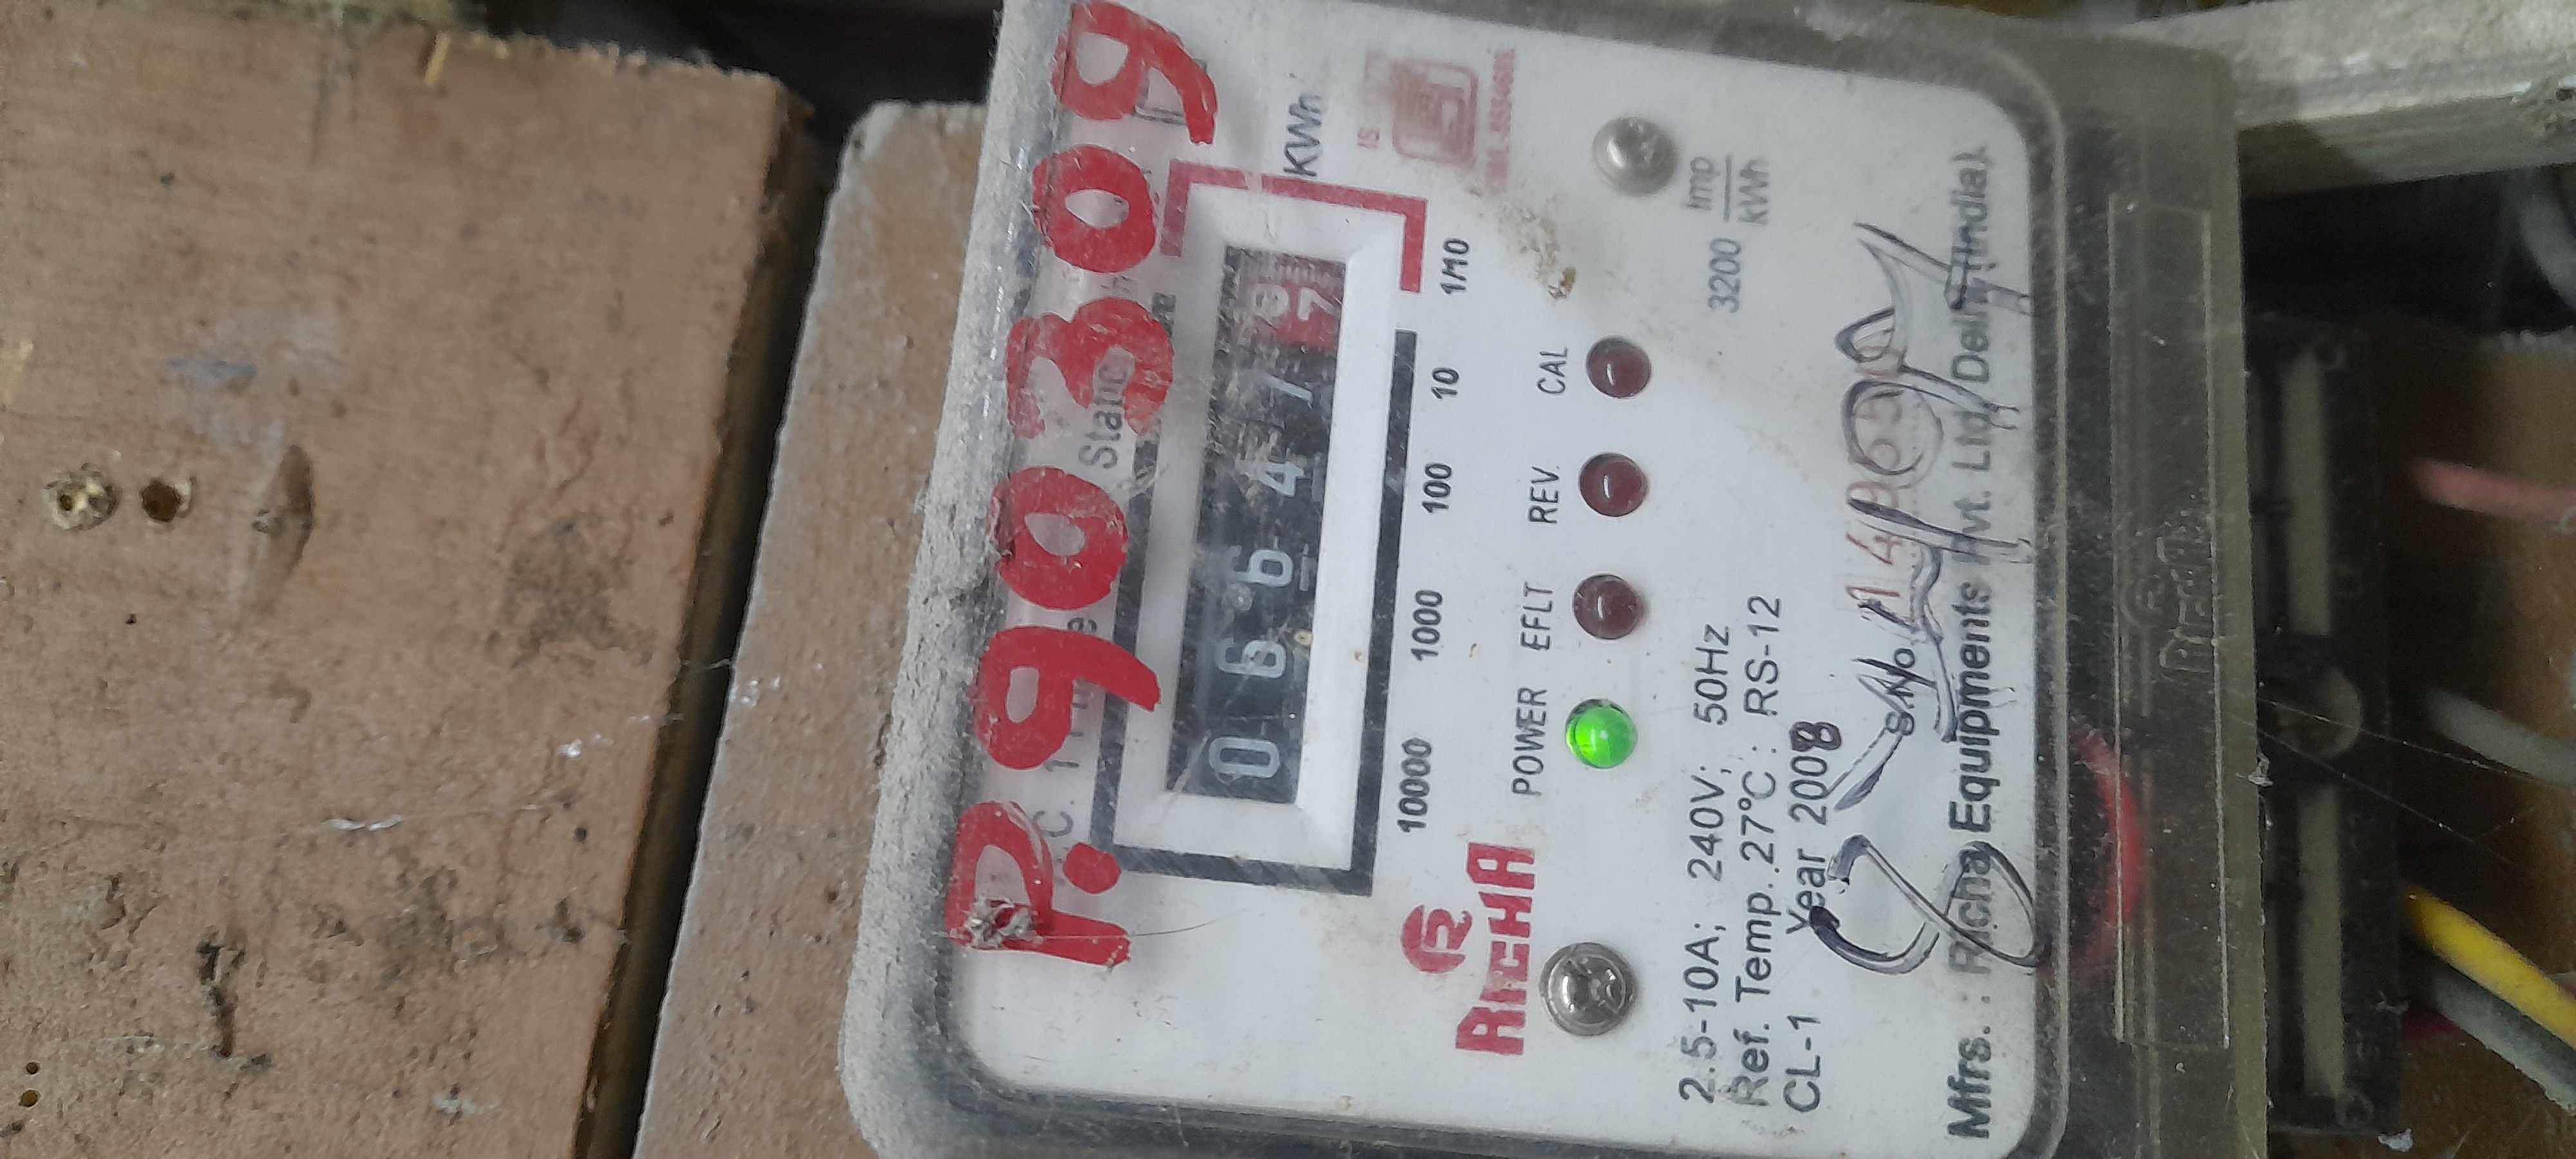 P.90309
KWh
0 6 6 4 7 7
10000 1000 100 10 1/10
RICHA
POWER EFLT REV. CAL
2.5-10A; 240V; 50Hz
3200 Imp/kWh
Ref. Temp. 27°C : RS-12
CL-1 Year 2008
S.No.
Mfrs. : Richa Equipments Pvt. Ltd. Delhi (India).